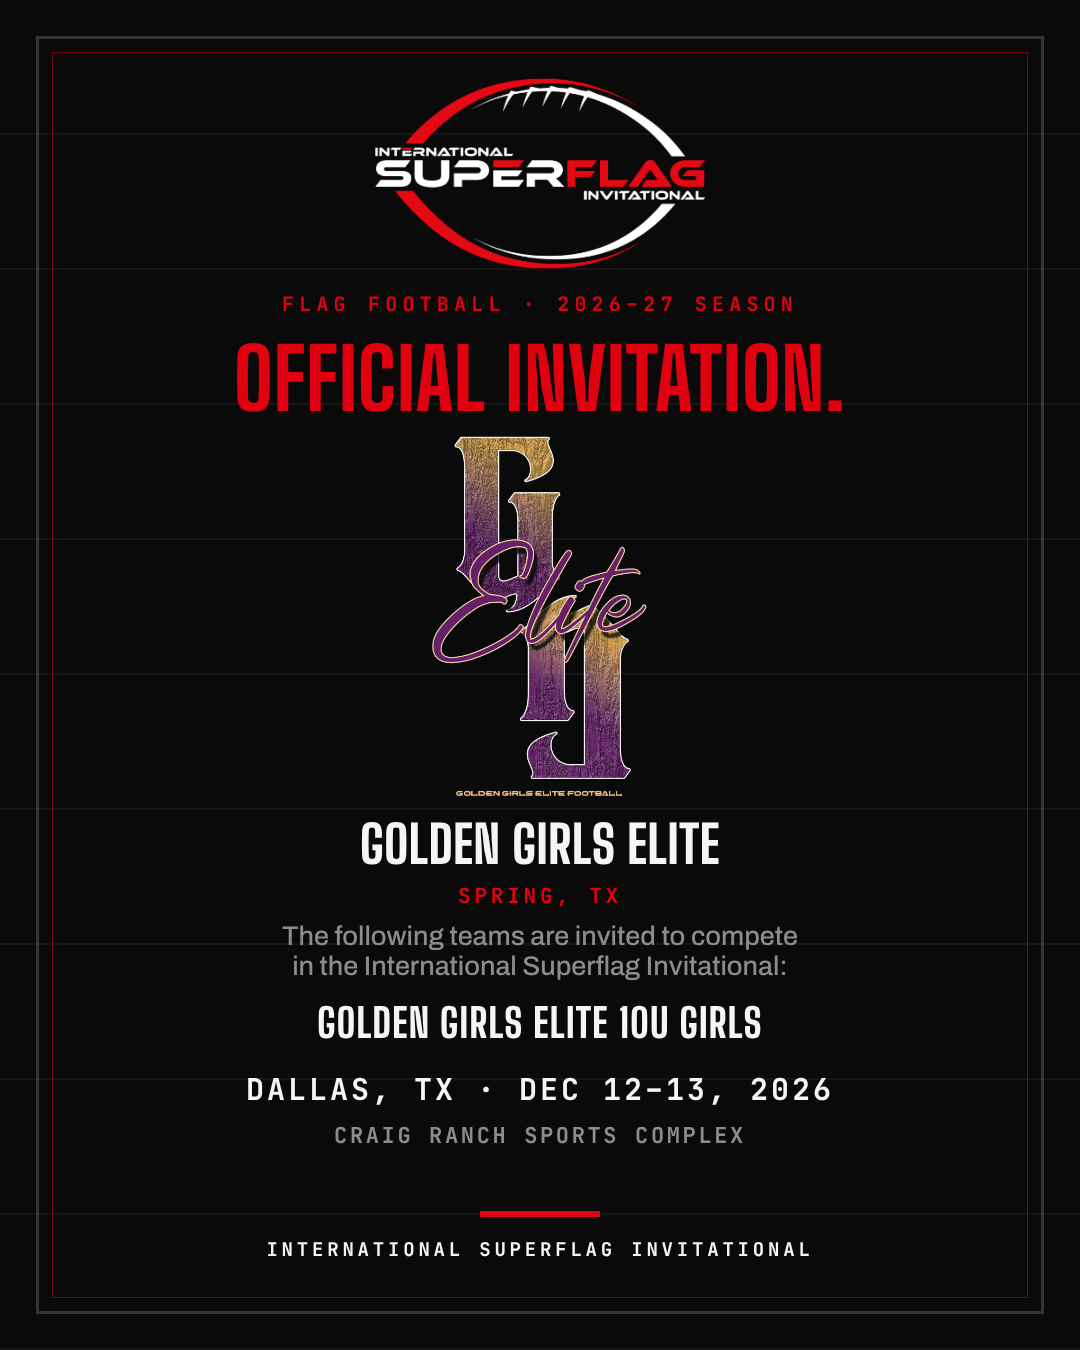 INTERNATIONAL
SUPERFLAG
INVITATIONAL
FLAG FOOTBALL · 2026–27 SEASON
OFFICIAL INVITATION.
G
Elite
G
GOLDEN GIRLS ELITE FOOTBALL
GOLDEN GIRLS ELITE
SPRING, TX
The following teams are invited to compete
in the International Superflag Invitational:
GOLDEN GIRLS ELITE 10U GIRLS
DALLAS, TX · DEC 12–13, 2026
CRAIG RANCH SPORTS COMPLEX
INTERNATIONAL SUPERFLAG INVITATIONAL